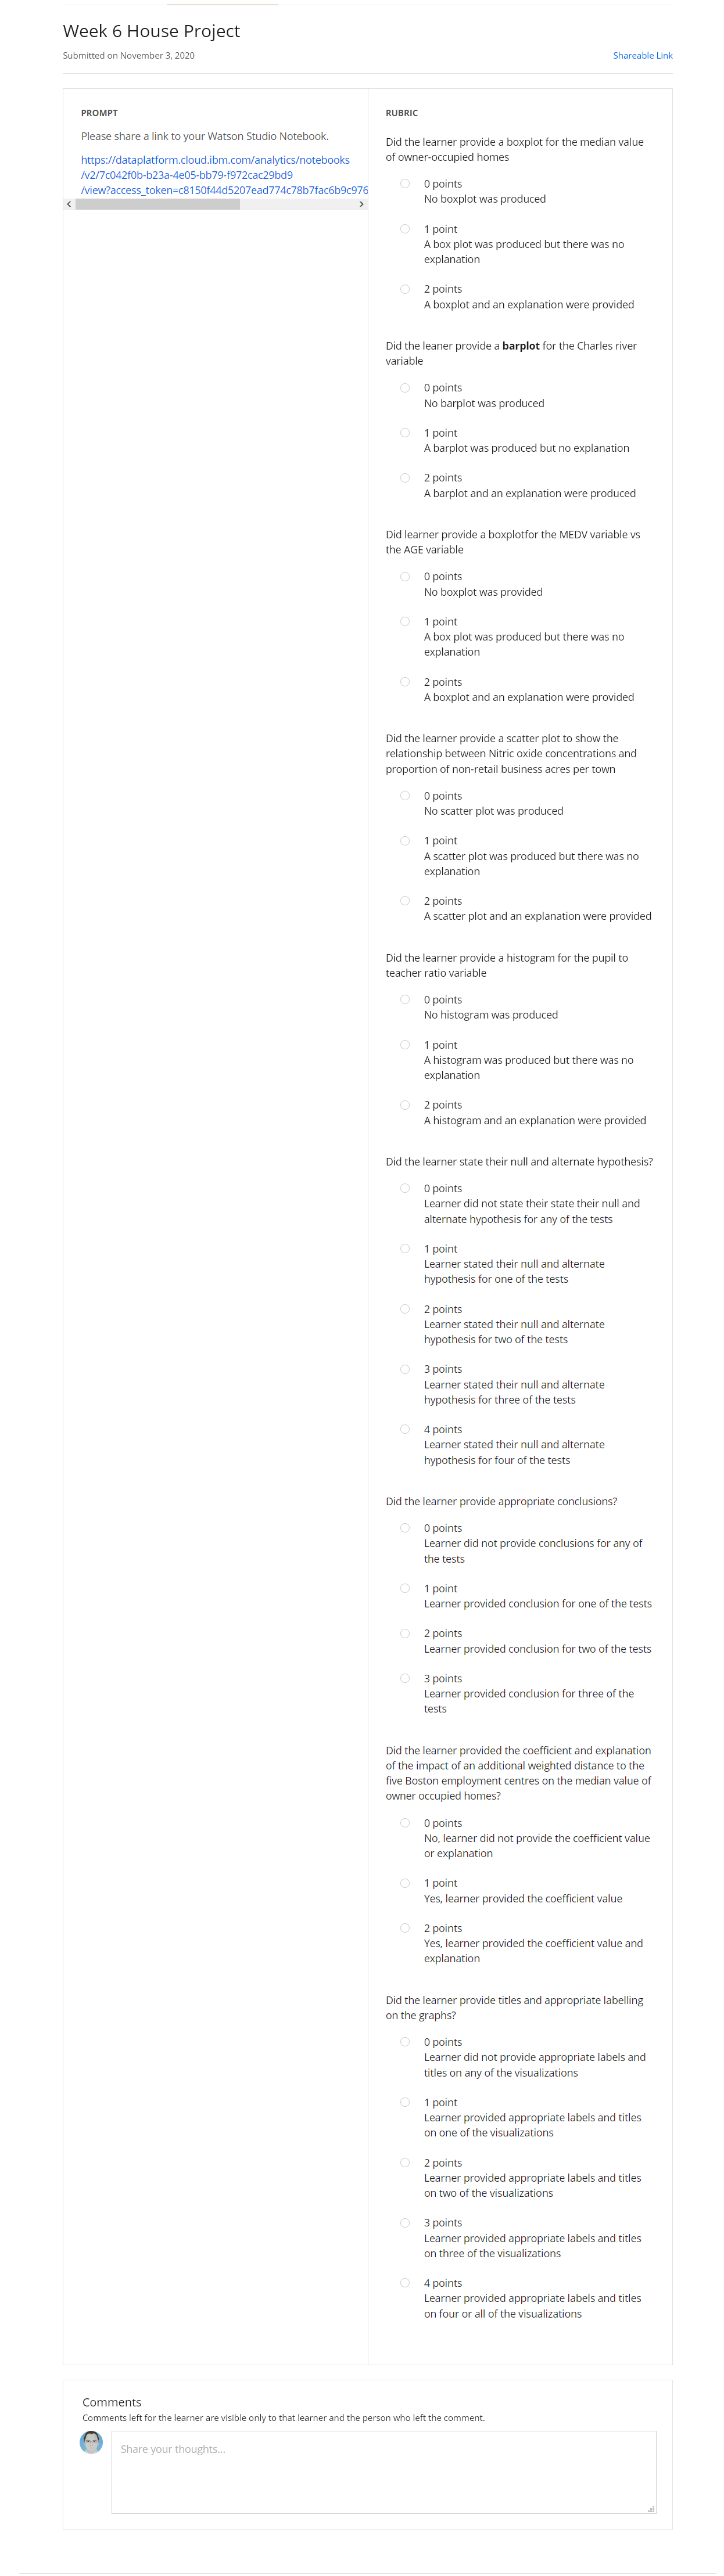 Week 6 House Project
Submitted on November 3, 2020
Shareable Link
PROMPT
Please share a link to your Watson Studio Notebook.
https://dataplatform.cloud.ibm.com/analytics/notebooks
/v2/7c042f0b-b23a-4e05-bb79-f972cac29bd9
/view?access_token=c8150f44d5207ead774c78b7fac6b9c976
RUBRIC
Did the learner provide a boxplot for the median value
of owner-occupied homes
0 points
No boxplot was produced
1 point
A box plot was produced but there was no
explanation
2 points
A boxplot and an explanation were provided
Did the leaner provide a barplot for the Charles river
variable
0 points
No barplot was produced
1 point
A barplot was produced but no explanation
2 points
A barplot and an explanation were produced
Did learner provide a boxplotfor the MEDV variable vs
the AGE variable
0 points
No boxplot was provided
1 point
A box plot was produced but there was no
explanation
2 points
A boxplot and an explanation were provided
Did the learner provide a scatter plot to show the
relationship between Nitric oxide concentrations and
proportion of non-retail business acres per town
0 points
No scatter plot was produced
1 point
A scatter plot was produced but there was no
explanation
2 points
A scatter plot and an explanation were provided
Did the learner provide a histogram for the pupil to
teacher ratio variable
0 points
No histogram was produced
1 point
A histogram was produced but there was no
explanation
2 points
A histogram and an explanation were provided
Did the learner state their null and alternate hypothesis?
0 points
Learner did not state their state their null and
alternate hypothesis for any of the tests
1 point
Learner stated their null and alternate
hypothesis for one of the tests
2 points
Learner stated their null and alternate
hypothesis for two of the tests
3 points
Learner stated their null and alternate
hypothesis for three of the tests
4 points
Learner stated their null and alternate
hypothesis for four of the tests
Did the learner provide appropriate conclusions?
0 points
Learner did not provide conclusions for any of
the tests
1 point
Learner provided conclusion for one of the tests
2 points
Learner provided conclusion for two of the tests
3 points
Learner provided conclusion for three of the
tests
Did the learner provided the coefficient and explanation
of the impact of an additional weighted distance to the
five Boston employment centres on the median value of
owner occupied homes?
0 points
No, learner did not provide the coefficient value
or explanation
1 point
Yes, learner provided the coefficient value
2 points
Yes, learner provided the coefficient value and
explanation
Did the learner provide titles and appropriate labelling
on the graphs?
0 points
Learner did not provide appropriate labels and
titles on any of the visualizations
1 point
Learner provided appropriate labels and titles
on one of the visualizations
2 points
Learner provided appropriate labels and titles
on two of the visualizations
3 points
Learner provided appropriate labels and titles
on three of the visualizations
4 points
Learner provided appropriate labels and titles
on four or all of the visualizations
Comments
Comments left for the learner are visible only to that learner and the person who left the comment.
Share your thoughts...